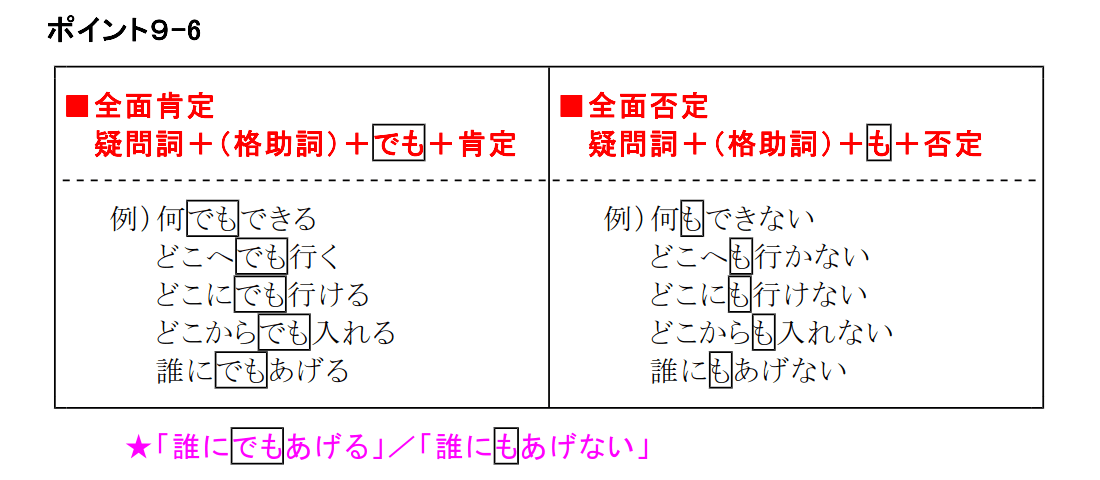 ポイント9-6
■全面肯定
疑問詞＋（格助詞）＋でも＋肯定
例）何でもできる
どこへでも行く
どこにでも行ける
どこからでも入れる
誰にでもあげる
■全面否定
疑問詞＋（格助詞）＋も＋否定
例）何もできない
どこへも行かない
どこにも行けない
どこからも入れない
誰にもあげない
★「誰にでもあげる」／「誰にもあげない」